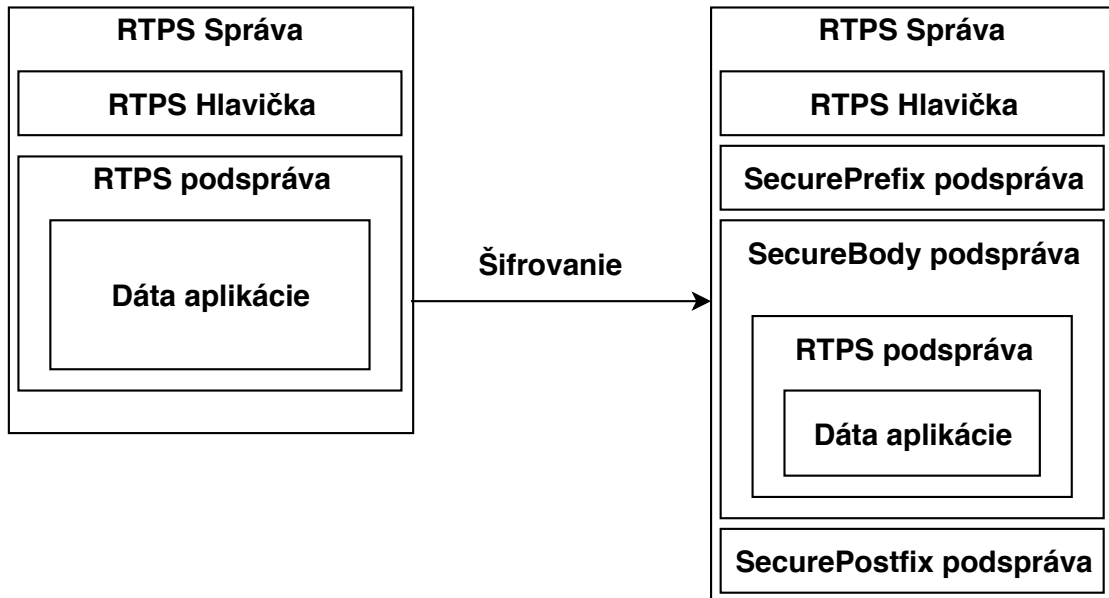 RTPS Správa
RTPS Hlavička
RTPS podspráva
Dáta aplikácie
Šifrovanie
RTPS Správa
RTPS Hlavička
SecurePrefix podspráva
SecureBody podspráva
RTPS podspráva
Dáta aplikácie
SecurePostfix podspráva